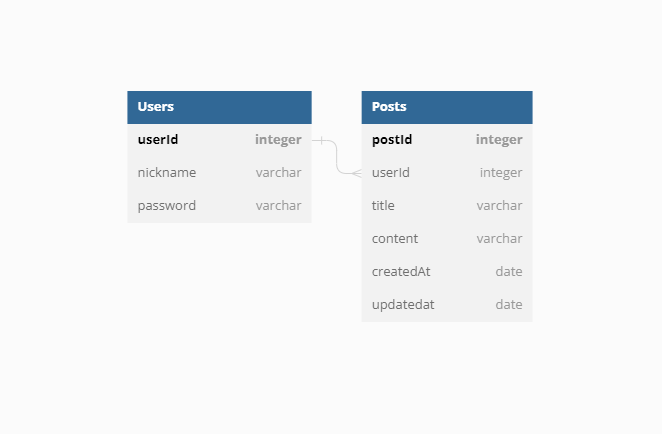 Users
userId integer
nickname varchar
password varchar
Posts
postId integer
userId integer
title varchar
content varchar
createdAt date
updatedat date